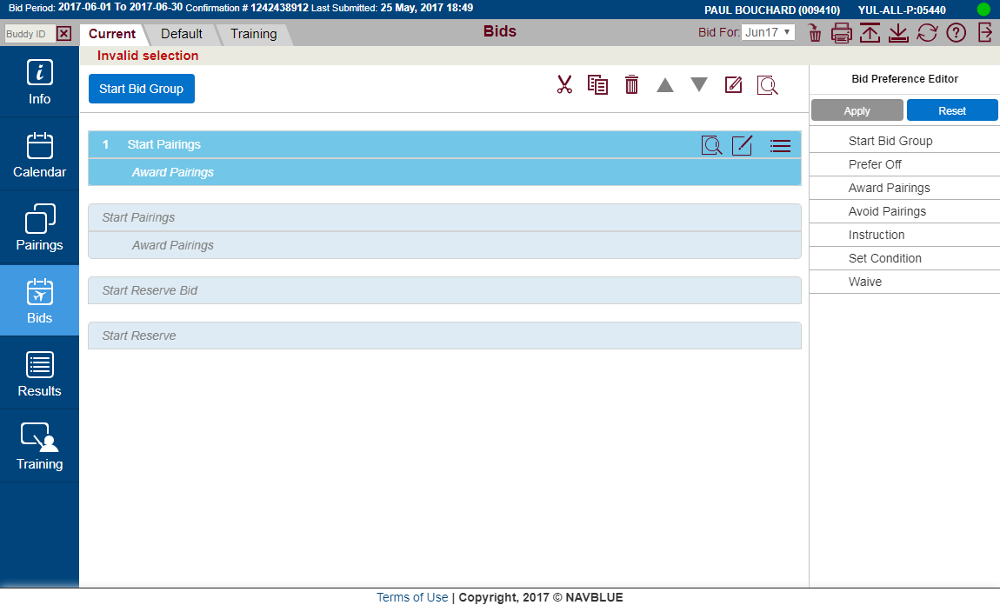 Bid Period: 2017-06-01 To 2017-06-30 Confirmation # 1242438912 Last Submitted: 25 May, 2017 18:49 PAUL BOUCHARD (009410) YUL-ALL-P:05440
Buddy ID Current Default Training Bids Bid For: Jun17
Invalid selection
Info
Calendar
Pairings
Bids
Results
Training
Start Bid Group
1 Start Pairings
Award Pairings
Start Pairings
Award Pairings
Start Reserve Bid
Start Reserve
Bid Preference Editor
Apply Reset
Start Bid Group
Prefer Off
Award Pairings
Avoid Pairings
Instruction
Set Condition
Waive
Terms of Use | Copyright, 2017 © NAVBLUE